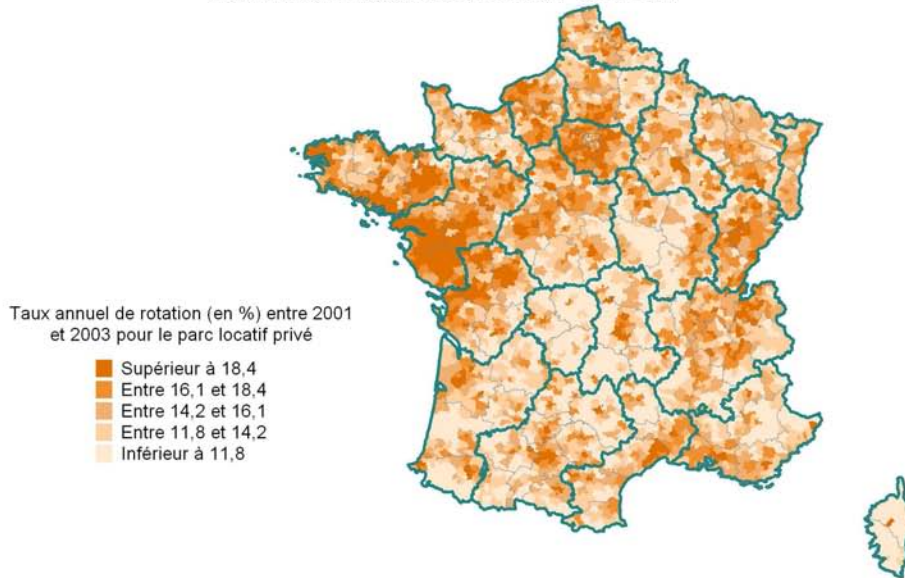 Taux annuel de rotation (en %) entre 2001
et 2003 pour le parc locatif privé
Supérieur à 18,4
Entre 16,1 et 18,4
Entre 14,2 et 16,1
Entre 11,8 et 14,2
Inférieur à 11,8